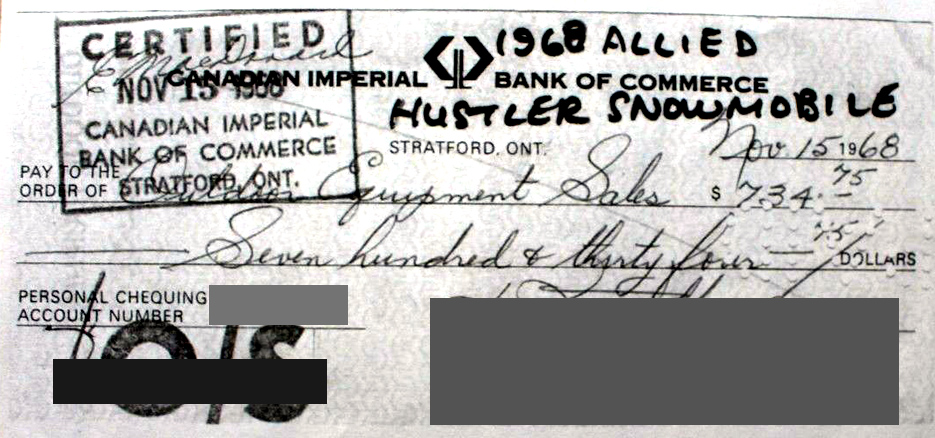 CERTIFIED
NOV 15 1968
CANADIAN IMPERIAL
BANK OF COMMERCE
STRATFORD, ONT.
1968 ALLIED
CANADIAN IMPERIAL BANK OF COMMERCE
HUSTLER SNOWMOBILE
STRATFORD, ONT.
Nov. 15 1968
PAY TO THE
ORDER OF Outdoor Equipment Sales $ 734.75
Seven hundred & thirty four 75/ DOLLARS
PERSONAL CHEQUING
ACCOUNT NUMBER
O/S